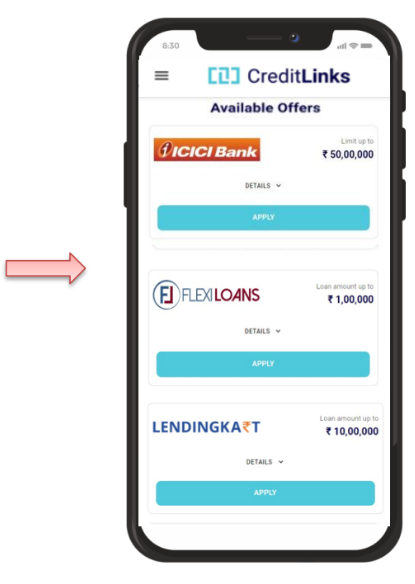 8:30
CreditLinks
Available Offers
ICICI Bank
Limit up to
₹ 50,00,000
DETAILS
APPLY
FLEXILOANS
Loan amount up to
₹ 1,00,000
DETAILS
APPLY
LENDINGKA₹T
Loan amount up to
₹ 10,00,000
DETAILS
APPLY